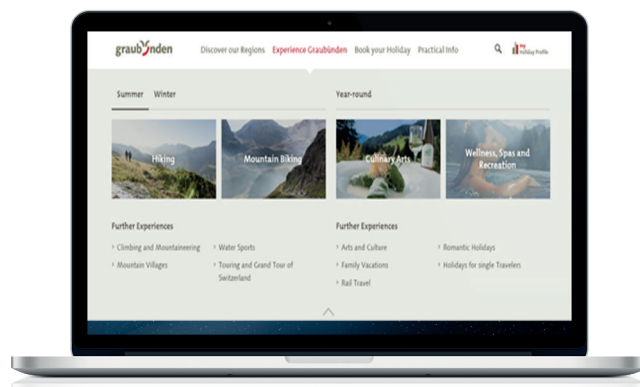 graubünden
Discover our Regions Experience Graubünden Book your Holiday Practical Info
my
Holiday Profile
Summer Winter
Year-round
Hiking
Mountain Biking
Culinary Arts
Wellness, Spas and
Recreation
Further Experiences
› Climbing and Mountaineering
› Water Sports
› Mountain Villages
› Touring and Grand Tour of
Switzerland
Further Experiences
› Arts and Culture
› Romantic Holidays
› Family Vacations
› Holidays for single Travelers
› Rail Travel